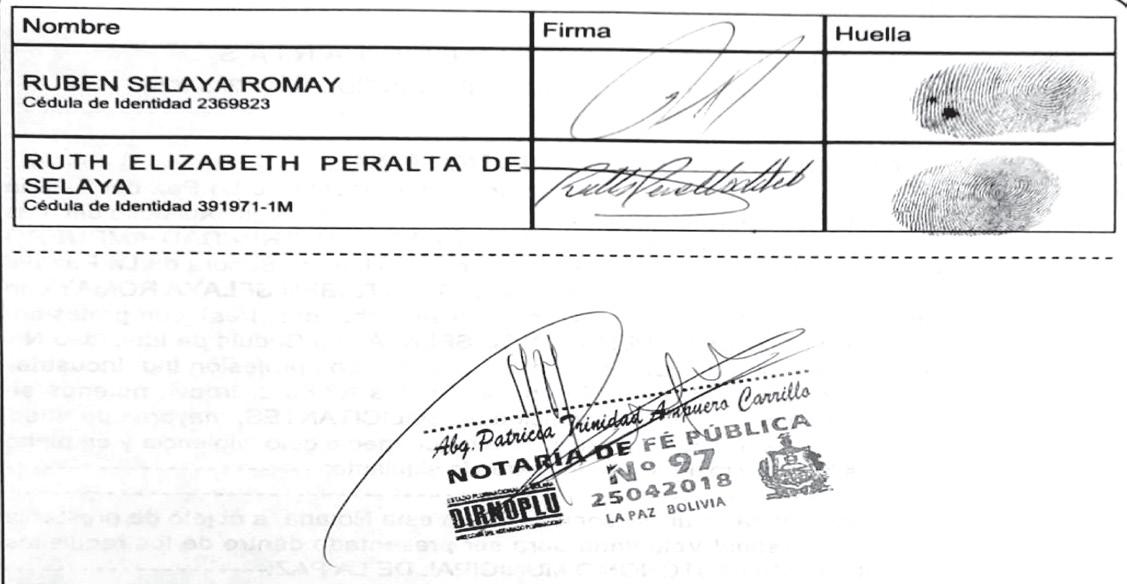 Nombre
Firma
Huella
RUBEN SELAYA ROMAY
Cédula de Identidad 2369823
RUTH ELIZABETH PERALTA DE
SELAYA
Cédula de Identidad 391971-1M
Abg. Patricia Trinidad Ampuero Carrillo
NOTARIA DE FÉ PÚBLICA
Nº 97
25042018
LA PAZ BOLIVIA
DIRNOPLU